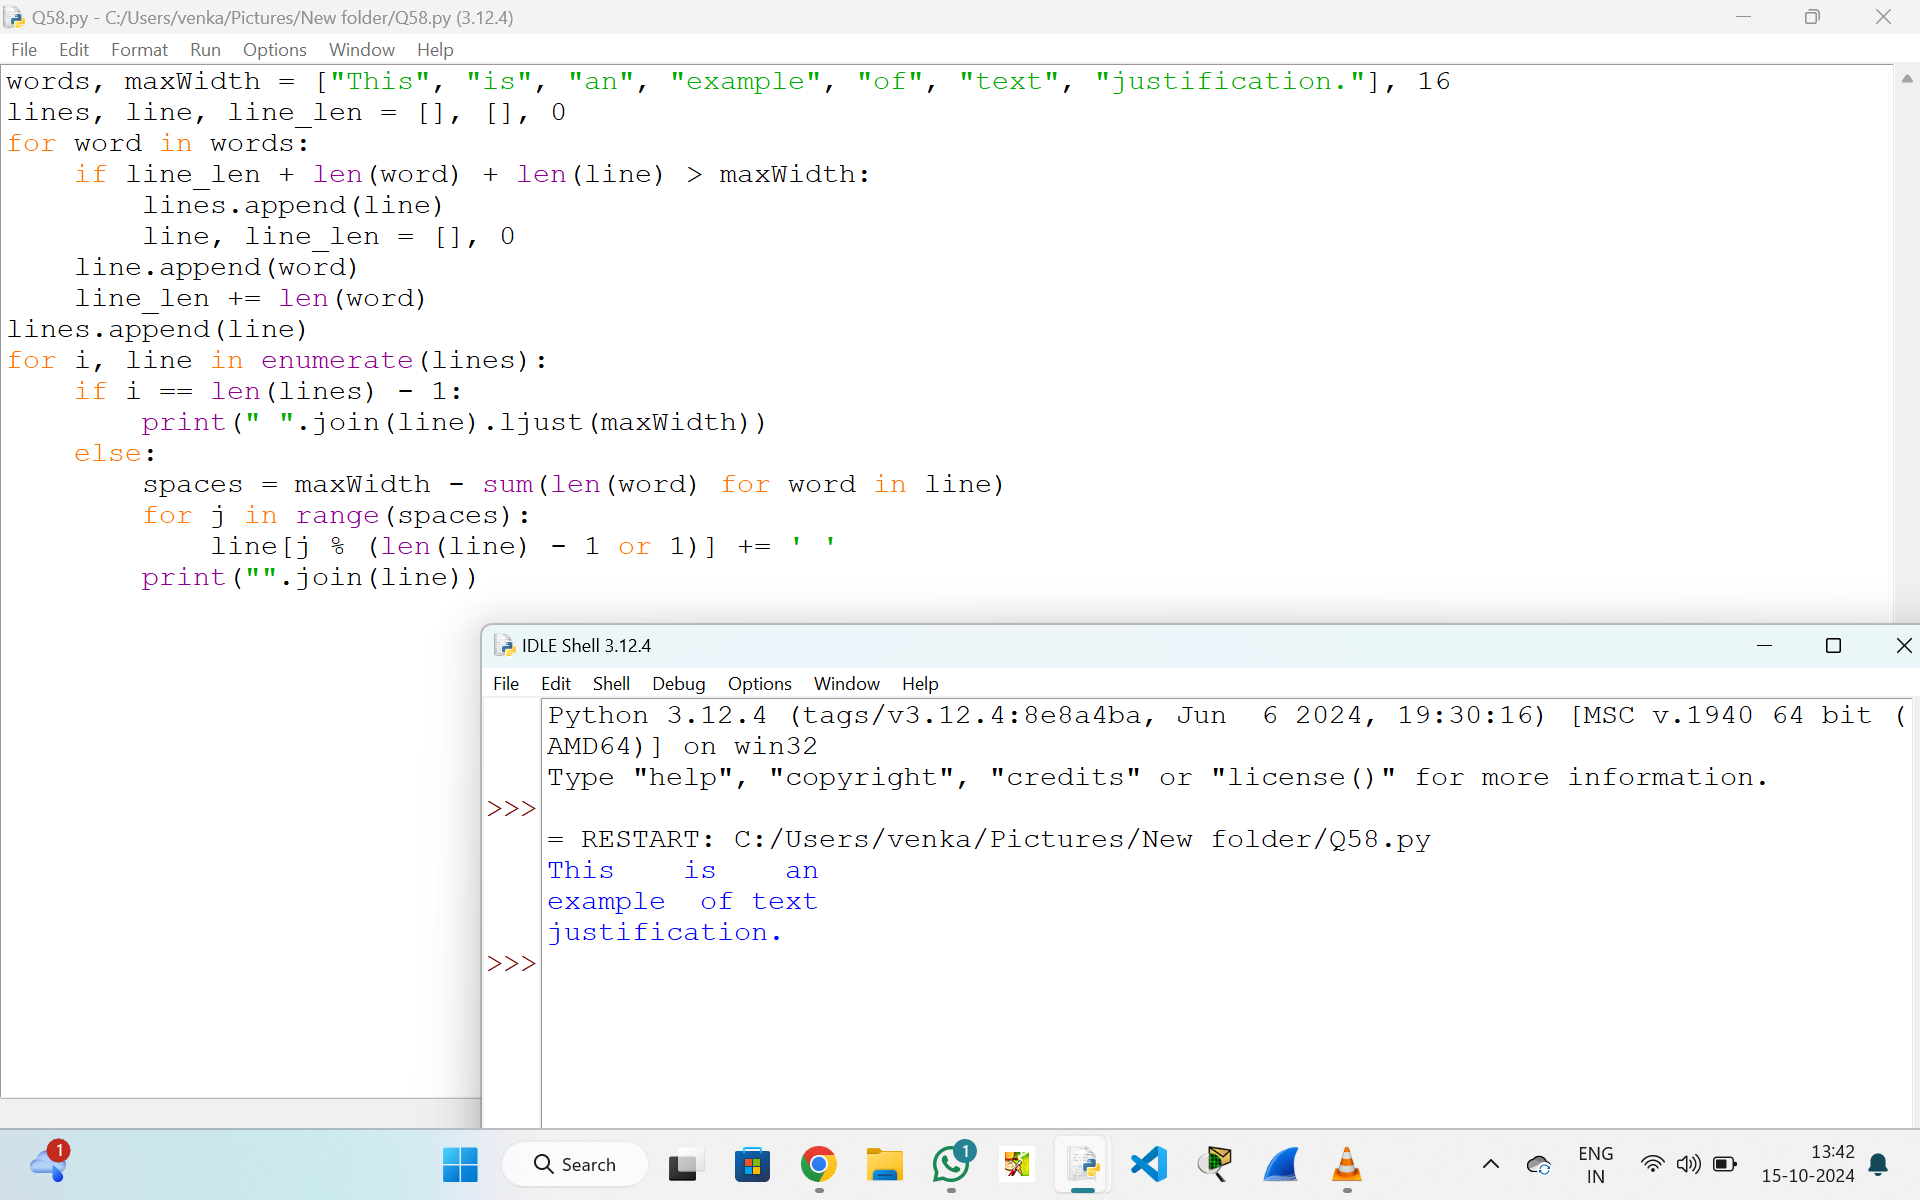 Q58.py - C:/Users/venka/Pictures/New folder/Q58.py (3.12.4)
File Edit Format Run Options Window Help
words, maxWidth = ["This", "is", "an", "example", "of", "text", "justification."], 16
lines, line, line_len = [], [], 0
for word in words:
    if line_len + len(word) + len(line) > maxWidth:
        lines.append(line)
        line, line_len = [], 0
    line.append(word)
    line_len += len(word)
lines.append(line)
for i, line in enumerate(lines):
    if i == len(lines) - 1:
        print(" ".join(line).ljust(maxWidth))
    else:
        spaces = maxWidth - sum(len(word) for word in line)
        for j in range(spaces):
            line[j % (len(line) - 1 or 1)] += ' '
        print("".join(line))
IDLE Shell 3.12.4
File Edit Shell Debug Options Window Help
Python 3.12.4 (tags/v3.12.4:8e8a4ba, Jun  6 2024, 19:30:16) [MSC v.1940 64 bit (
AMD64)] on win32
Type "help", "copyright", "credits" or "license()" for more information.
>>>
= RESTART: C:/Users/venka/Pictures/New folder/Q58.py
This    is    an
example  of text
justification.
>>>
1
Search
1
ENG
IN
13:42
15-10-2024